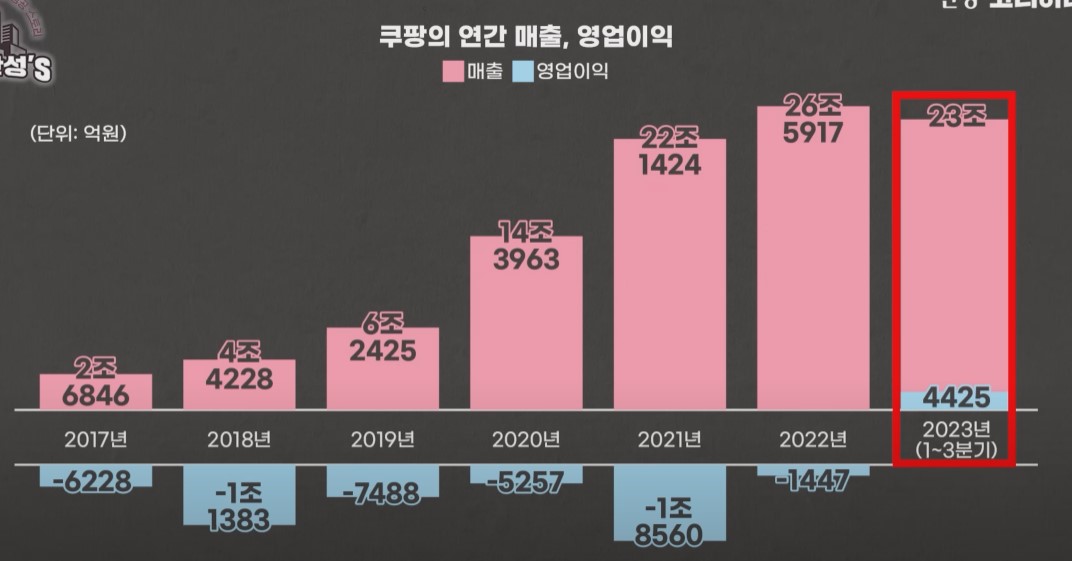 쿠팡의 연간 매출, 영업이익
매출 영업이익
(단위: 억원)
2조
6846
4조
4228
6조
2425
14조
3963
22조
1424
26조
5917
23조
4425
2017년 2018년 2019년 2020년 2021년 2022년 2023년
(1~3분기)
-6228
-1조
1383
-7488
-5257
-1조
8560
-1447